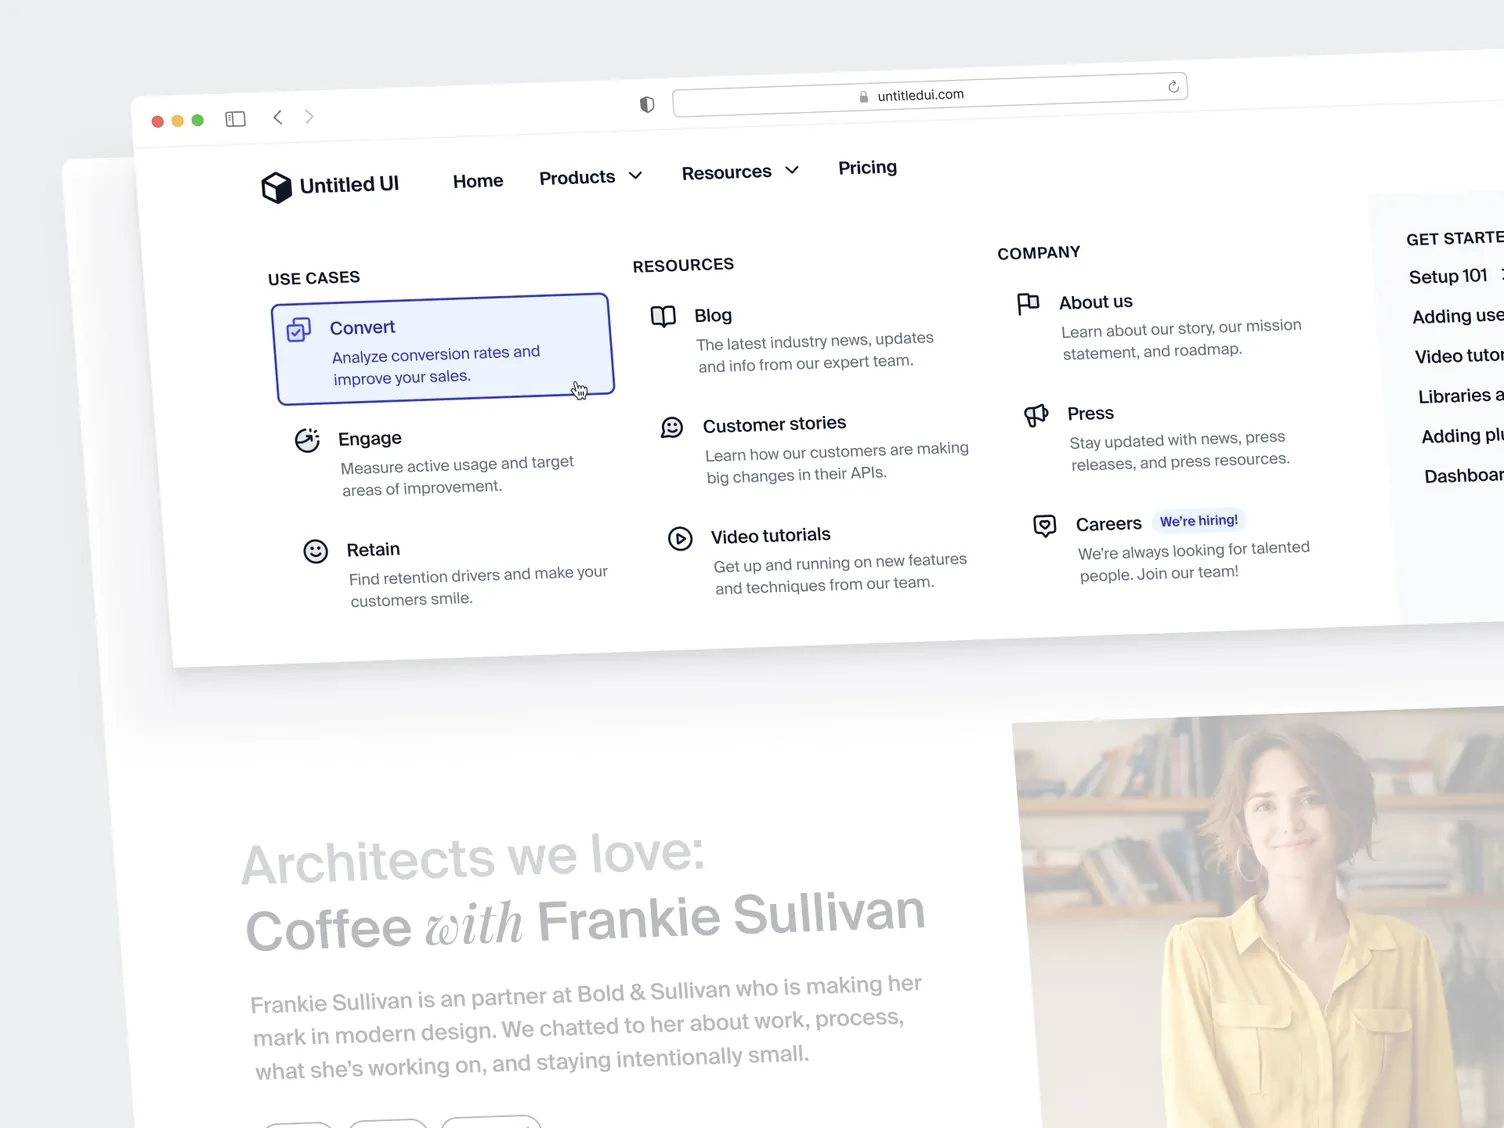 untitledui.com
Untitled UI
Home
Products
Resources
Pricing
USE CASES
Convert
Analyze conversion rates and
improve your sales.
Engage
Measure active usage and target
areas of improvement.
Retain
Find retention drivers and make your
customers smile.
RESOURCES
Blog
The latest industry news, updates
and info from our expert team.
Customer stories
Learn how our customers are making
big changes in their APIs.
Video tutorials
Get up and running on new features
and techniques from our team.
COMPANY
About us
Learn about our story, our mission
statement, and roadmap.
Press
Stay updated with news, press
releases, and press resources.
Careers
We're hiring!
We're always looking for talented
people. Join our team!
GET STARTE
Setup 101
Adding use
Video tutor
Libraries a
Adding plu
Dashboar
Architects we love:
Coffee with Frankie Sullivan
Frankie Sullivan is an partner at Bold & Sullivan who is making her
mark in modern design. We chatted to her about work, process,
what she's working on, and staying intentionally small.